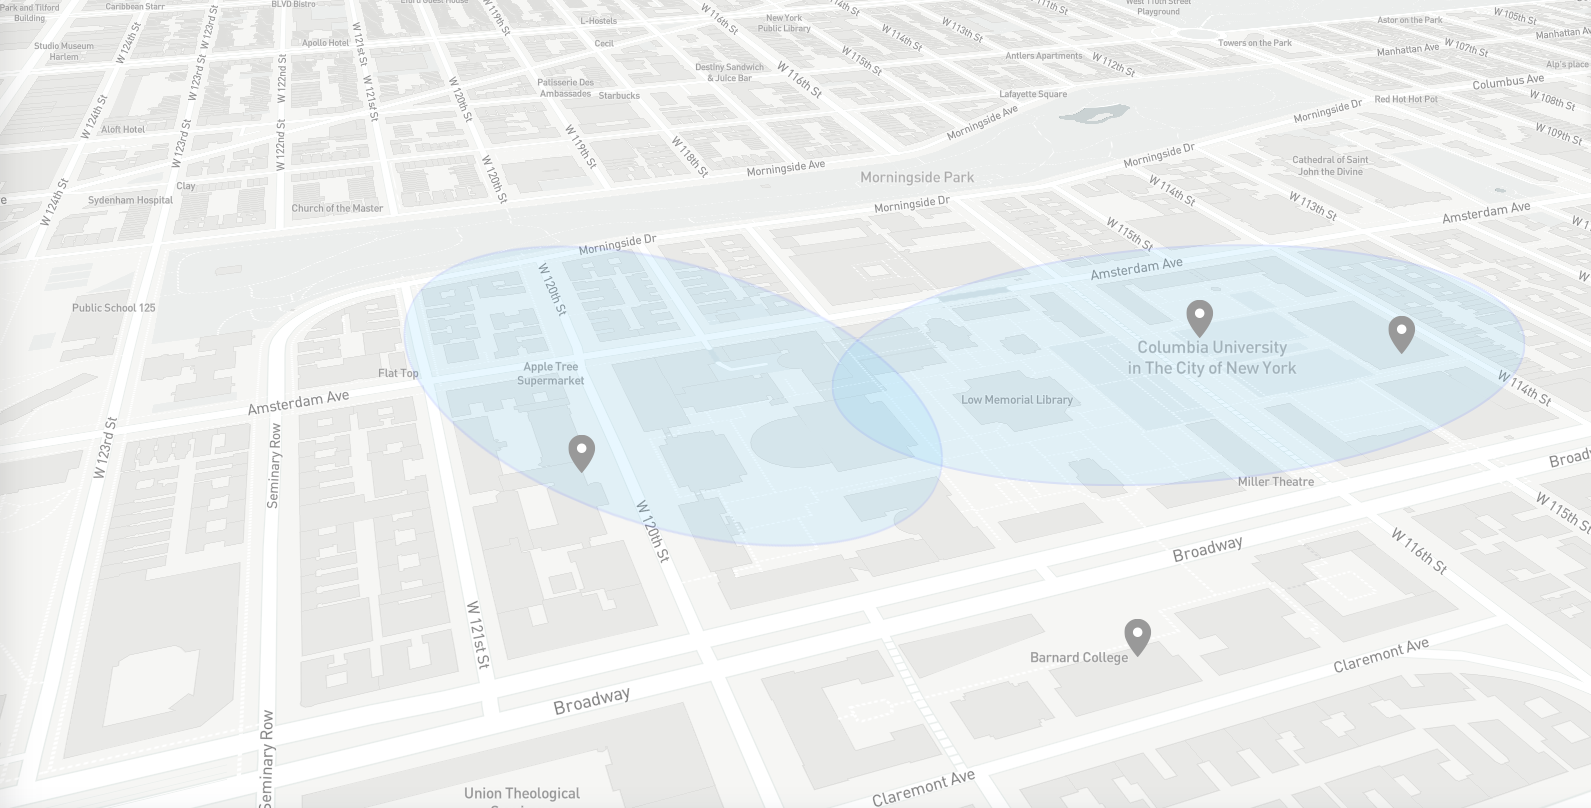 Park and Tilford
Building.
Caribbean Starr
BLVD Bistro
L-Hostels
New York
Public Library
W 116th St
W 114th St
W 113th St
W 111th St
West 110th Street
Playground
Astor on the Park
W 105th St
Studio Museum
Harlem
W 124th St
W 123rd St
Apollo Hotel
W 121st St
W 119th St
Cecil
W 114th St
W 113th St
Towers on the Park
Manhattan Ave
W 107th St
Manhattan Av
W 122nd St
W 123rd St
W 121st St
W 120th St
Patisserie Des
Ambassades
Starbucks
Destiny Sandwich
& Juice Bar
W 116th St
W 115th St
Antlers Apartments
W 112th St
Columbus Ave
Alp's place
W 124th St
Aloft Hotel
Lafayette Square
Red Hot Hot Pot
W 108th St
W 123rd St
W 122nd St
W 119th St
W 118th St
Morningside Ave
Morningside Dr
W 109th St
W 124th St
Clay
Sydenham Hospital
Church of the Master
W 120th St
Morningside Ave
Morningside Park
Morningside Dr
Cathedral of Saint
John the Divine
W 114th St
W 113th St
Morningside Dr
Amsterdam Ave
Morningside Dr
W 115th St
Public School 125
W 120th St
Amsterdam Ave
Columbia University
in The City of New York
Flat Top
Apple Tree
Supermarket
Low Memorial Library
W 114th St
Amsterdam Ave
W 123rd St
Seminary Row
Miller Theatre
Broadw
W 120th St
W 115th St
Broadway
W 116th St
W 121st St
Barnard College
Claremont Ave
Broadway
Seminary Row
Claremont Ave
Union Theological